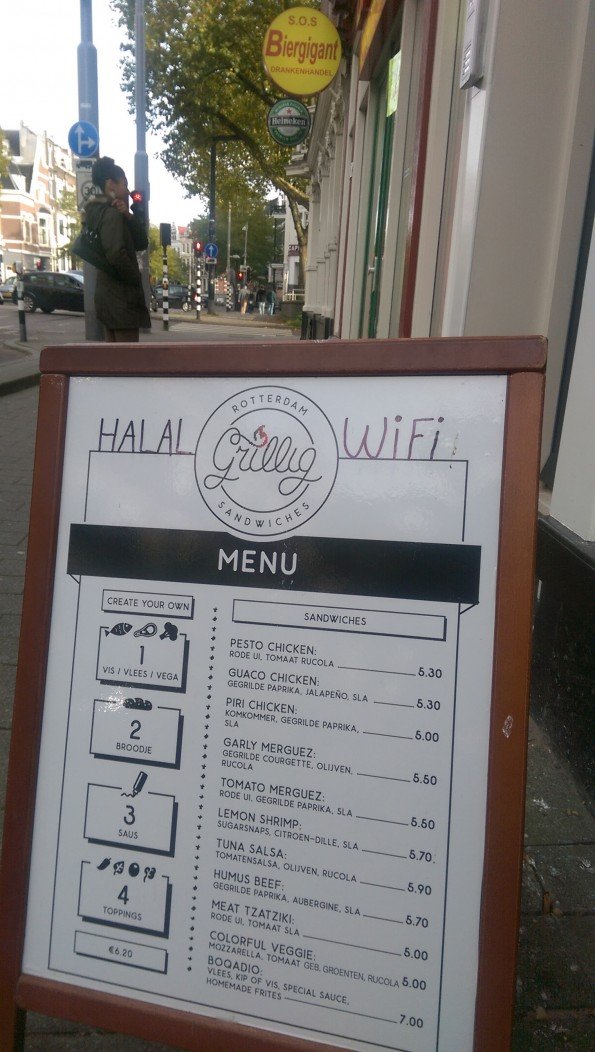 S.O.S
Biergigant
DRANKENHANDEL
Heineken
30
HALAL
ROTTERDAM
Grillig
SANDWICHES
WiFi
MENU
CREATE YOUR OWN
1
VIS / VLEES / VEGA
2
BROODJE
3
SAUS
4
TOPPINGS
€6.20
SANDWICHES
PESTO CHICKEN:
RODE UI, TOMAAT RUCOLA 5.30
GUACO CHICKEN:
GEGRILDE PAPRIKA, JALAPEÑO, SLA 5.30
PIRI CHICKEN:
KOMKOMMER, GEGRILDE PAPRIKA, 5.00
SLA
GARLY MERGUEZ:
GEGRILDE COURGETTE, OLIJVEN, 5.50
RUCOLA
TOMATO MERGUEZ:
RODE UI, GEGRILDE PAPRIKA, SLA 5.50
LEMON SHRIMP:
SUGARSNAPS, CITROEN-DILLE, SLA 5.70
TUNA SALSA:
TOMATENSALSA, OLIJVEN, RUCOLA 5.90
HUMUS BEEF:
GEGRILDE PAPRIKA, AUBERGINE, SLA 5.70
MEAT TZATZIKI:
RODE UI, TOMAAT SLA 5.00
COLORFUL VEGGIE:
MOZZARELLA, TOMAAT GEB. GROENTEN, RUCOLA 5.00
BOQADIO:
VLEES, KIP OF VIS, SPECIAL SAUCE,
HOMEMADE FRITES 7.00